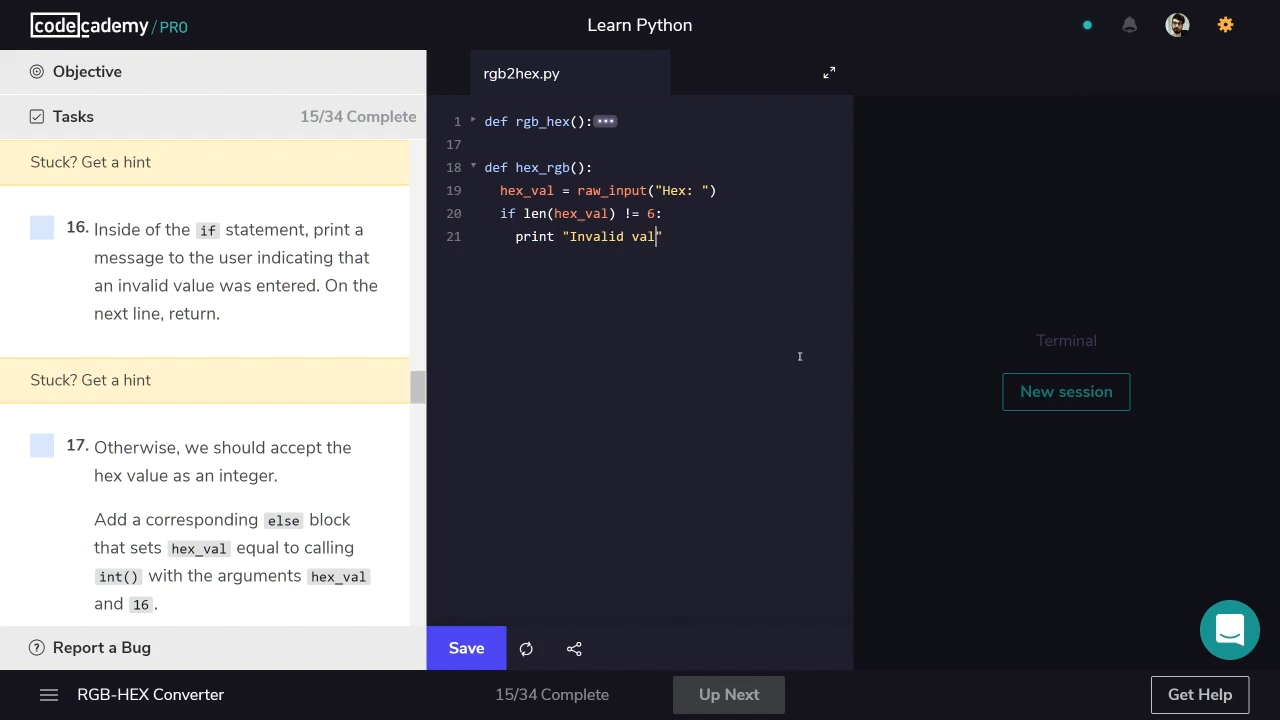 codecademy /PRO
Learn Python
Objective
rgb2hex.py
Tasks
15/34 Complete
Stuck? Get a hint
16. Inside of the if statement, print a
message to the user indicating that
an invalid value was entered. On the
next line, return.
Stuck? Get a hint
17. Otherwise, we should accept the
hex value as an integer.
Add a corresponding else block
that sets hex_val equal to calling
int() with the arguments hex_val
and 16 .
Report a Bug
1 def rgb_hex():
17
18 def hex_rgb():
19 hex_val = raw_input("Hex: ")
20 if len(hex_val) != 6:
21 print "Invalid val"
Terminal
New session
Save
RGB-HEX Converter
15/34 Complete
Up Next
Get Help